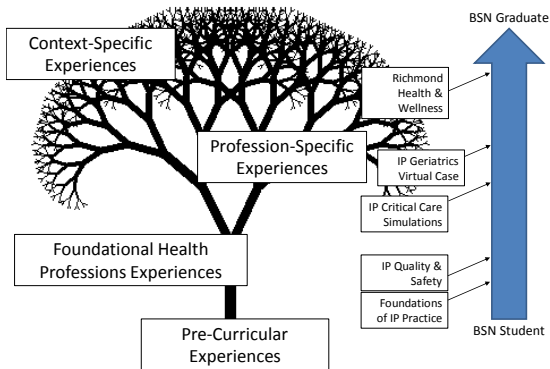 BSN Graduate
Context-Specific
Experiences
Richmond
Health &
Wellness
Profession-Specific
Experiences
IP Geriatrics
Virtual Case
IP Critical Care
Simulations
Foundational Health
Professions Experiences
IP Quality &
Safety
Foundations
of IP Practice
Pre-Curricular
Experiences
BSN Student